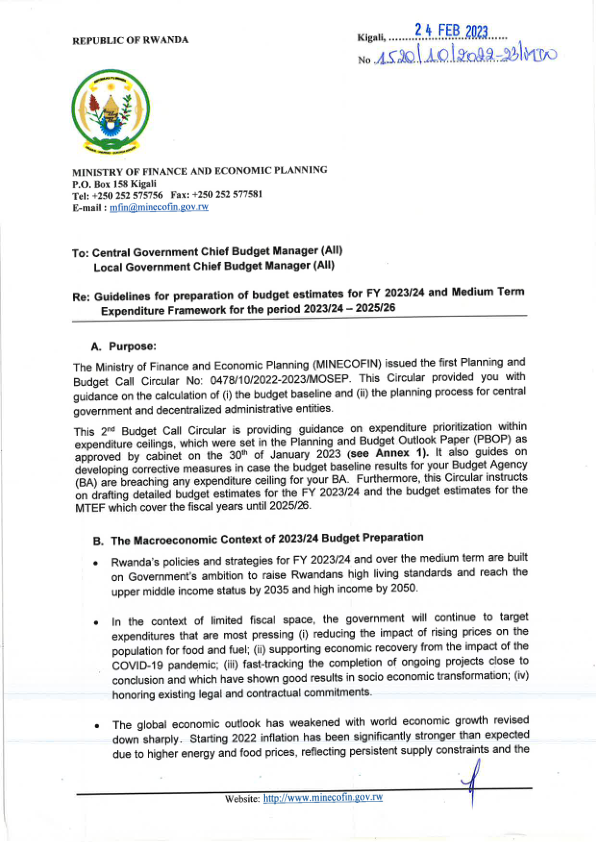 REPUBLIC OF RWANDA
Kigali, ........24 FEB 2023......
No 1520/10/2022-23/
MINISTRY OF FINANCE AND ECONOMIC PLANNING
P.O. Box 158 Kigali
Tel: +250 252 575756 Fax: +250 252 577581
E-mail : mfin@minecofin.gov.rw
To: Central Government Chief Budget Manager (All)
Local Government Chief Budget Manager (All)
Re: Guidelines for preparation of budget estimates for FY 2023/24 and Medium Term
Expenditure Framework for the period 2023/24 – 2025/26
A. Purpose:
The Ministry of Finance and Economic Planning (MINECOFIN) issued the first Planning and
Budget Call Circular No: 0478/10/2022-2023/MOSEP. This Circular provided you with
guidance on the calculation of (i) the budget baseline and (ii) the planning process for central
government and decentralized administrative entities.
This 2nd Budget Call Circular is providing guidance on expenditure prioritization within
expenditure ceilings, which were set in the Planning and Budget Outlook Paper (PBOP) as
approved by cabinet on the 30th of January 2023 (see Annex 1). It also guides on
developing corrective measures in case the budget baseline results for your Budget Agency
(BA) are breaching any expenditure ceiling for your BA. Furthermore, this Circular instructs
on drafting detailed budget estimates for the FY 2023/24 and the budget estimates for the
MTEF which cover the fiscal years until 2025/26.
B. The Macroeconomic Context of 2023/24 Budget Preparation
• Rwanda's policies and strategies for FY 2023/24 and over the medium term are built
on Government's ambition to raise Rwandans high living standards and reach the
upper middle income status by 2035 and high income by 2050.
• In the context of limited fiscal space, the government will continue to target
expenditures that are most pressing (i) reducing the impact of rising prices on the
population for food and fuel; (ii) supporting economic recovery from the impact of the
COVID-19 pandemic; (iii) fast-tracking the completion of ongoing projects close to
conclusion and which have shown good results in socio economic transformation; (iv)
honoring existing legal and contractual commitments.
• The global economic outlook has weakened with world economic growth revised
down sharply. Starting 2022 inflation has been significantly stronger than expected
due to higher energy and food prices, reflecting persistent supply constraints and the
Website: http://www.minecofin.gov.rw